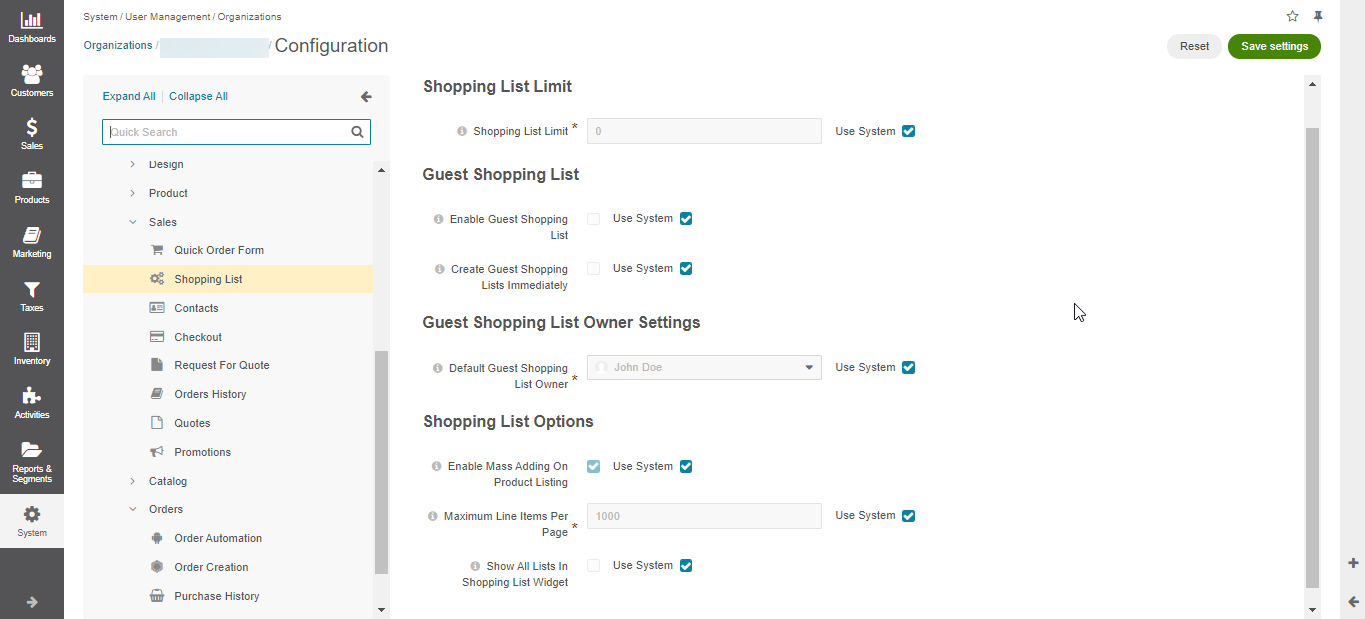 Dashboards
Customers
Sales
Products
Marketing
Taxes
Inventory
Activities
Reports &
Segments
System
System / User Management / Organizations
Organizations / / Configuration
Reset
Save settings
Expand All | Collapse All
Quick Search
Design
Product
Sales
Quick Order Form
Shopping List
Contacts
Checkout
Request For Quote
Orders History
Quotes
Promotions
Catalog
Orders
Order Automation
Order Creation
Purchase History
Shopping List Limit
Shopping List Limit * 0 Use System
Guest Shopping List
Enable Guest Shopping
List
Use System
Create Guest Shopping
Lists Immediately
Use System
Guest Shopping List Owner Settings
Default Guest Shopping
List Owner *
John Doe
Use System
Shopping List Options
Enable Mass Adding On
Product Listing
Use System
Maximum Line Items Per
Page *
1000
Use System
Show All Lists In
Shopping List Widget
Use System